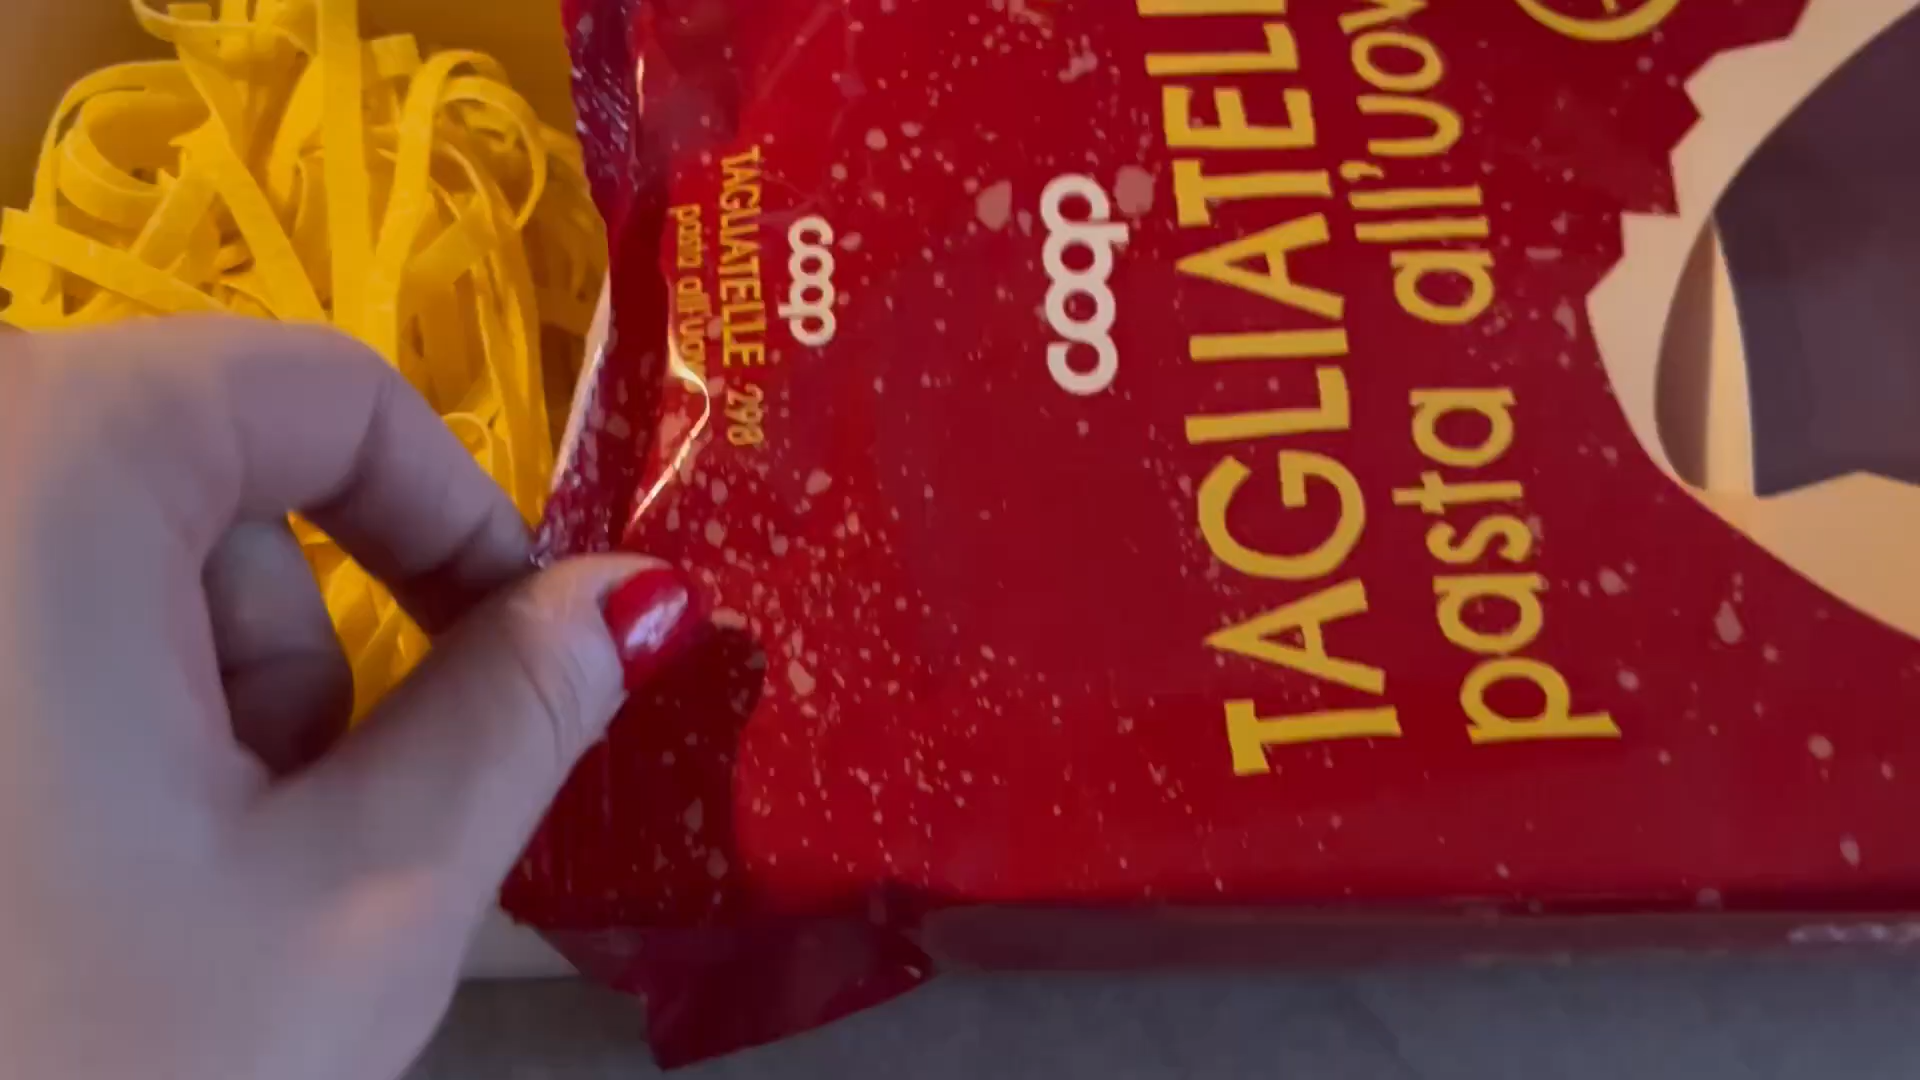 coop
TAGLIATELLE 298
pasta all'uovo
coop
TAGLIATEL
pasta all'uov